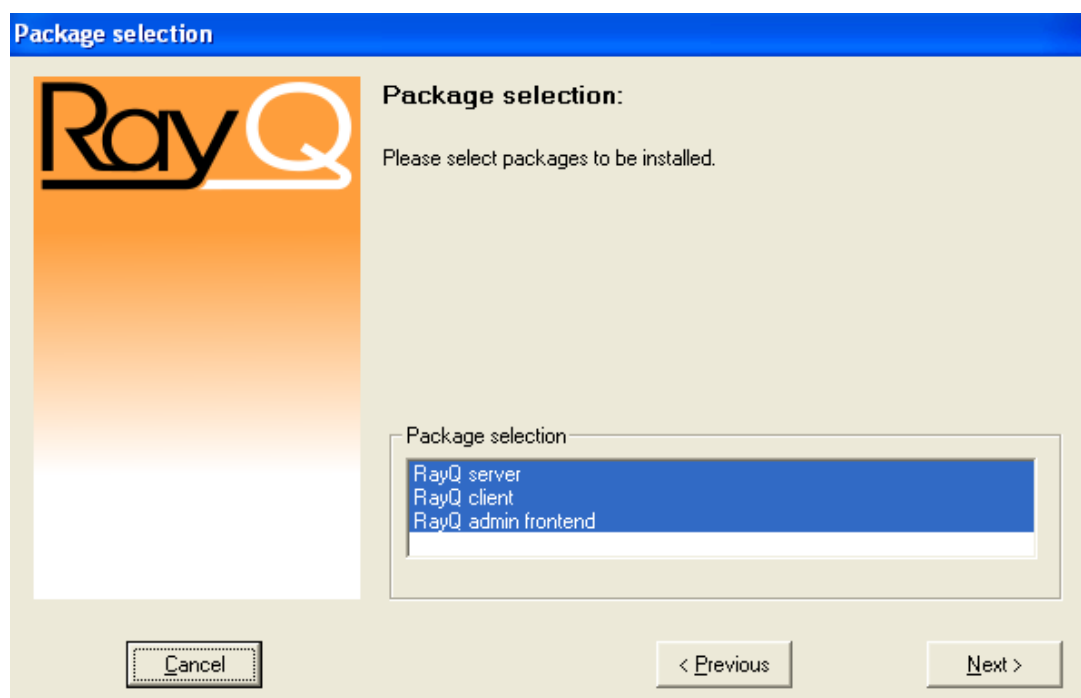 Package selection
RayQ
Package selection:
Please select packages to be installed.
Package selection
RayQ server
RayQ client
RayQ admin frontend
Cancel
< Previous
Next >